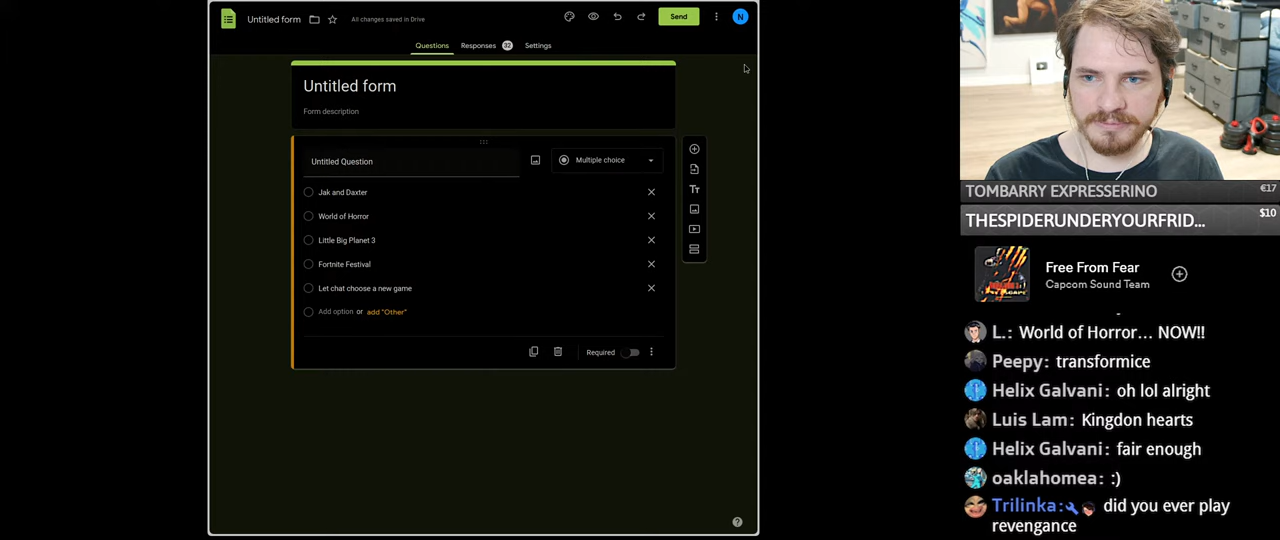 Untitled form
All changes saved in Drive
Send
N
Questions
Responses 32
Settings
Untitled form
Form description
Untitled Question
Multiple choice
Jak and Daxter
World of Horror
Little Big Planet 3
Fortnite Festival
Let chat choose a new game
Add option or add "Other"
Required
TOMBARRY EXPRESSERINO €17
THESPIDERUNDERYOURFRID... $10
Free From Fear
Capcom Sound Team
L.: World of Horror... NOW!!
Peepy: transformice
Helix Galvani: oh lol alright
Luis Lam: Kingdon hearts
Helix Galvani: fair enough
oaklahomea: :)
Trilinka: did you ever play
revengance